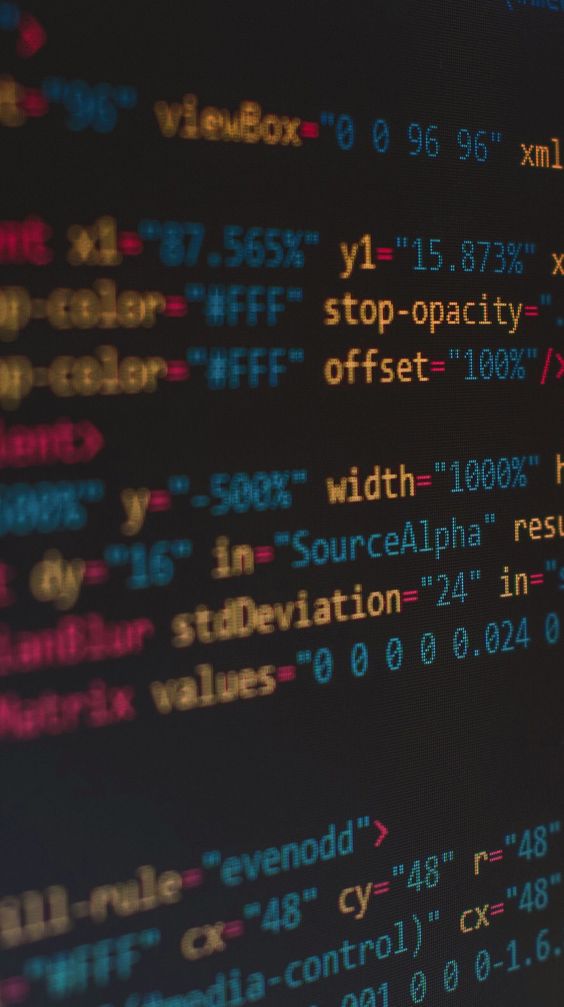 ">
="96" viewBox="0 0 96 96" xml
nt x1="87.565%" y1="15.873%" x
p-color="#FFF" stop-opacity=".
p-color="#FFF" offset="100%"/>
ient>
500%" y="-500%" width="1000%" h
dy="16" in="SourceAlpha" resu
ianBlur stdDeviation="24" in="s
Matrix values="0 0 0 0 0.024 0
ill-rule="evenodd">
="#FFF" cx="48" cy="48" r="48"
#media-control)" cx="48"
.001 0 0 0-1.6.